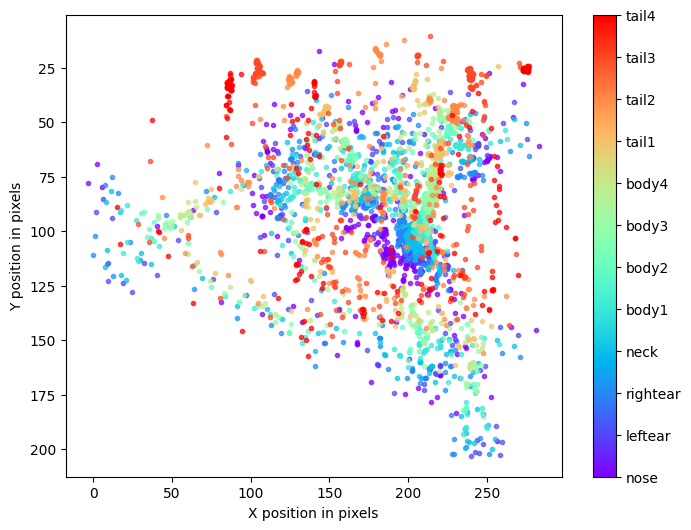 25
50
75
100
125
150
175
200
0
50
100
150
200
250
Y position in pixels
X position in pixels
tail4
tail3
tail2
tail1
body4
body3
body2
body1
neck
rightear
leftear
nose